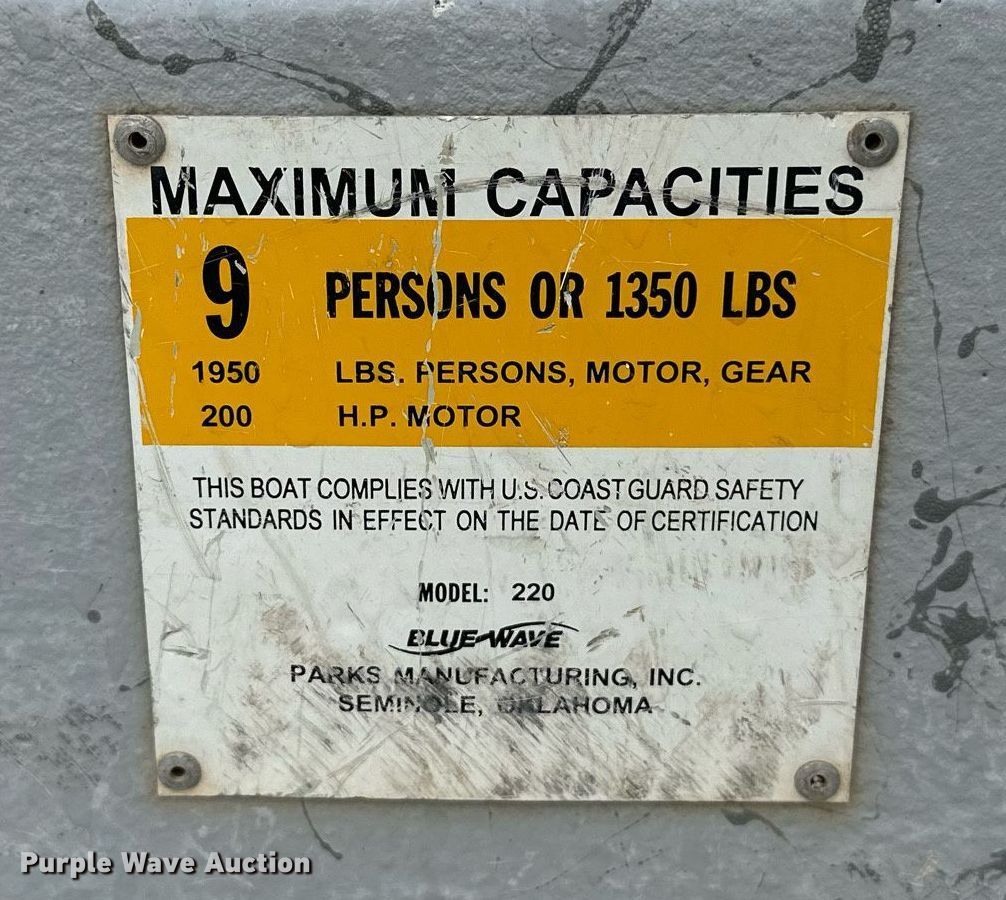 MAXIMUM CAPACITIES
9 PERSONS OR 1350 LBS
1950 LBS. PERSONS, MOTOR, GEAR
200 H.P. MOTOR
THIS BOAT COMPLIES WITH U.S. COAST GUARD SAFETY
STANDARDS IN EFFECT ON THE DATE OF CERTIFICATION
MODEL: 220
BLUE WAVE
PARKS MANUFACTURING, INC.
SEMINOLE, OKLAHOMA
Purple Wave Auction